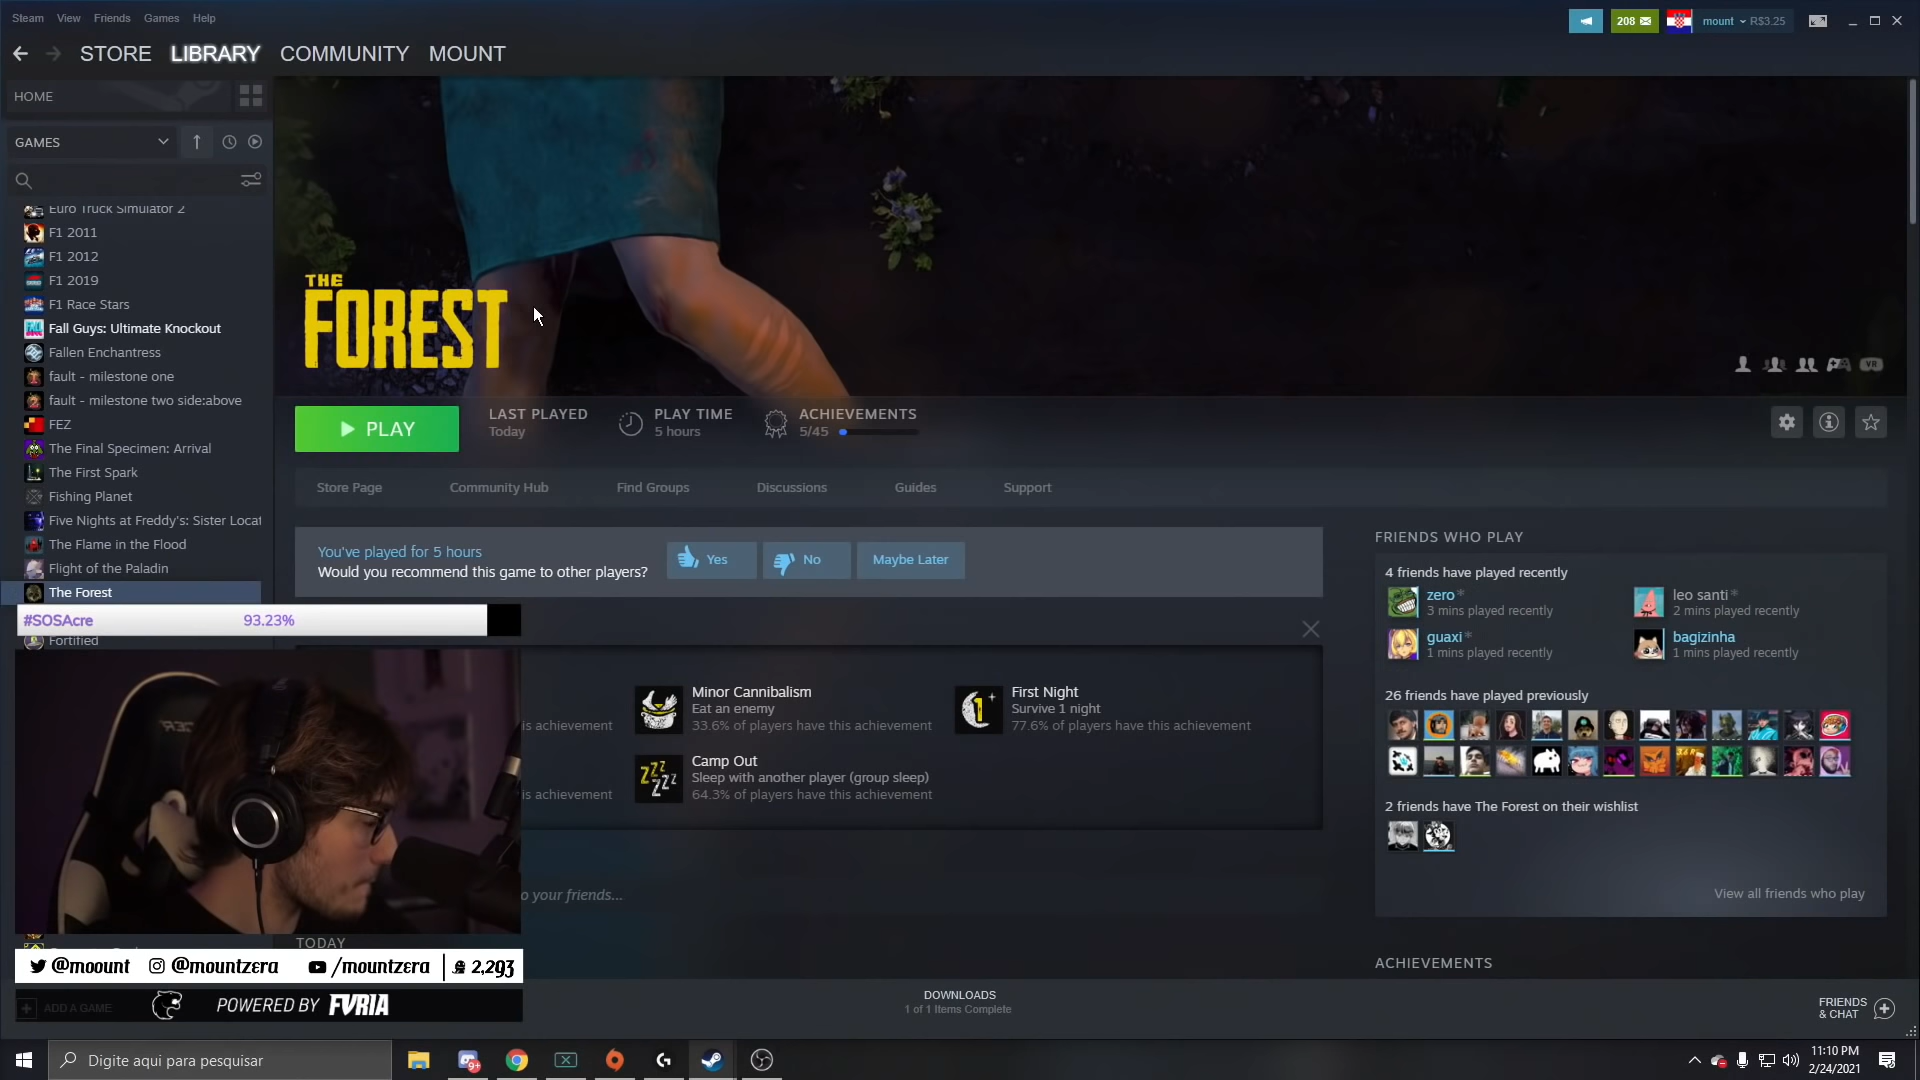 Steam View Friends Games Help
208
mount R$3.25
STORE LIBRARY COMMUNITY MOUNT
HOME
GAMES
Euro Truck Simulator 2
F1 2011
F1 2012
F1 2019
F1 Race Stars
Fall Guys: Ultimate Knockout
Fallen Enchantress
fault - milestone one
fault - milestone two side:above
FEZ
The Final Specimen: Arrival
The First Spark
Fishing Planet
Five Nights at Freddy's: Sister Locat
The Flame in the Flood
Flight of the Paladin
The Forest
#SOSAcre 93.23%
Fortified
THE
FOREST
VR
PLAY
LAST PLAYED
Today
PLAY TIME
5 hours
ACHIEVEMENTS
5/45
Store Page Community Hub Find Groups Discussions Guides Support
You've played for 5 hours
Would you recommend this game to other players?
Yes No Maybe Later
is achievement
Minor Cannibalism
Eat an enemy
33.6% of players have this achievement
First Night
Survive 1 night
77.6% of players have this achievement
is achievement
Camp Out
Sleep with another player (group sleep)
64.3% of players have this achievement
o your friends...
TODAY
FRIENDS WHO PLAY
4 friends have played recently
zero*
3 mins played recently
leo santi*
2 mins played recently
guaxi*
1 mins played recently
bagizinha
1 mins played recently
26 friends have played previously
2 friends have The Forest on their wishlist
View all friends who play
ACHIEVEMENTS
@moount @mountzera /mountzera 2,293
ADD A GAME
POWERED BY FVRIA
DOWNLOADS
1 of 1 Items Complete
FRIENDS
& CHAT
Digite aqui para pesquisar
9+
11:10 PM
2/24/2021